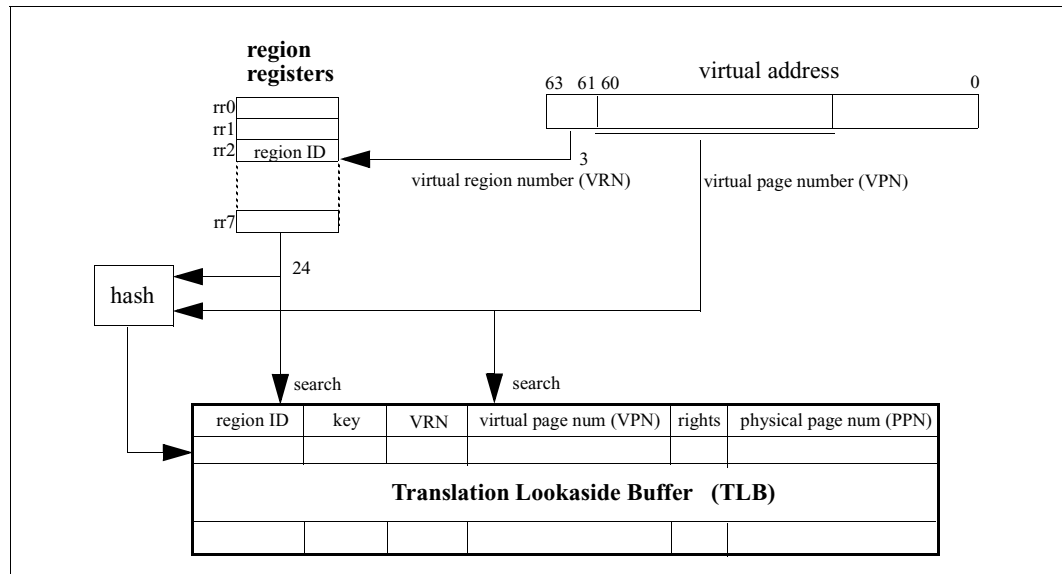 region
registers
virtual address
63 61 60 0
rr0
rr1
rr2 region ID
3
virtual region number (VRN)
virtual page number (VPN)
rr7
24
hash
search
search
region ID key VRN virtual page num (VPN) rights physical page num (PPN)
Translation Lookaside Buffer (TLB)